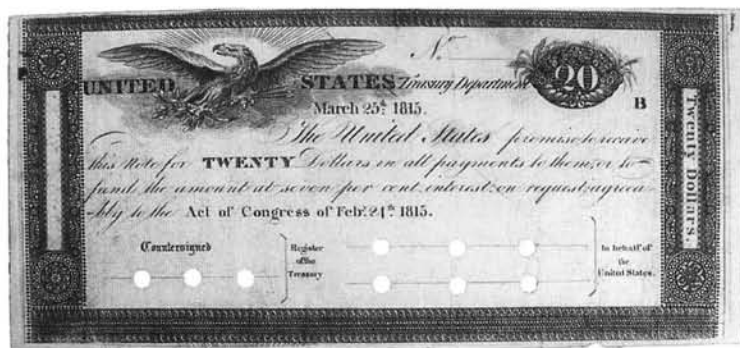 No
UNITED STATES Treasury Department 20
March 25th 1815. B
The United States promise to receive
this Note for TWENTY Dollars in all payments to them, or to
fund the amount at seven per cent. interest: on request: agrea-
-bly to the Act of Congress of Feby. 24th 1815.
Countersigned
Register
of the
Treasury
In behalf of
the
United States.
Twenty Dollars.